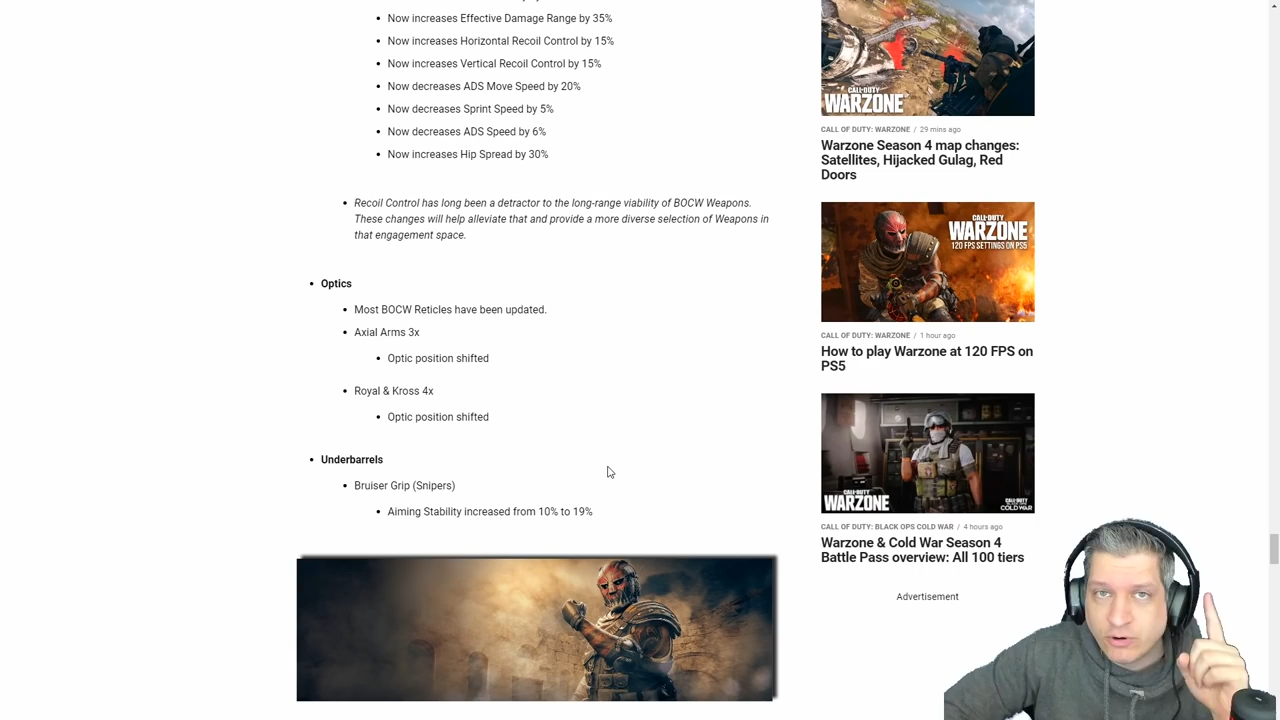 Now increases Effective Damage Range by 35%
Now increases Horizontal Recoil Control by 15%
Now increases Vertical Recoil Control by 15%
Now decreases ADS Move Speed by 20%
Now decreases Sprint Speed by 5%
Now decreases ADS Speed by 6%
Now increases Hip Spread by 30%
Recoil Control has long been a detractor to the long-range viability of BOCW Weapons.
These changes will help alleviate that and provide a more diverse selection of Weapons in
that engagement space.
Optics
Most BOCW Reticles have been updated.
Axial Arms 3x
Optic position shifted
Royal & Kross 4x
Optic position shifted
Underbarrels
Bruiser Grip (Snipers)
Aiming Stability increased from 10% to 19%
CALL OF DUTY
WARZONE
CALL OF DUTY: WARZONE / 29 mins ago
Warzone Season 4 map changes:
Satellites, Hijacked Gulag, Red
Doors
CALL OF DUTY
WARZONE
120 FPS SETTINGS ON PS5
CALL OF DUTY: WARZONE / 1 hour ago
How to play Warzone at 120 FPS on
PS5
CALL OF DUTY
WARZONE
CALL OF DUTY
COLD WAR
CALL OF DUTY: BLACK OPS COLD WAR / 4 hours ago
Warzone & Cold War Season 4
Battle Pass overview: All 100 tiers
Advertisement